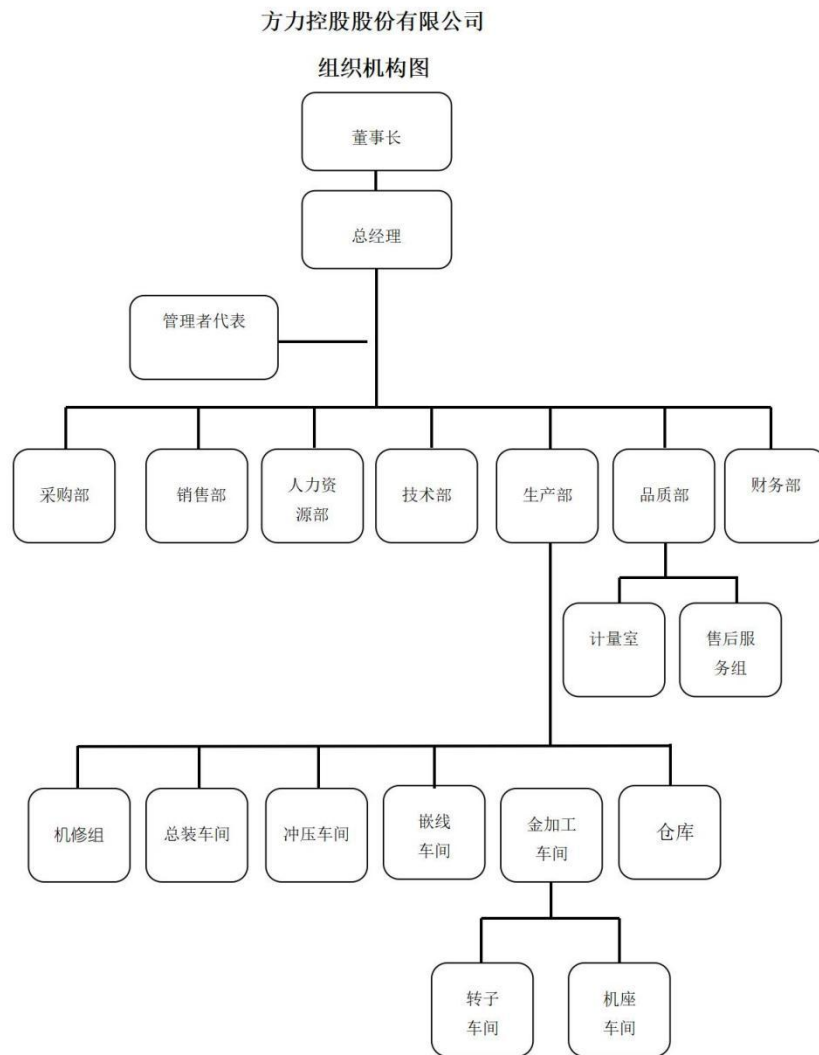 方力控股股份有限公司
组织机构图
董事长
总经理
管理者代表
采购部
销售部
人力资
源部
技术部
生产部
品质部
财务部
计量室
售后服
务组
机修组
总装车间
冲压车间
嵌线
车间
金加工
车间
仓库
转子
车间
机座
车间